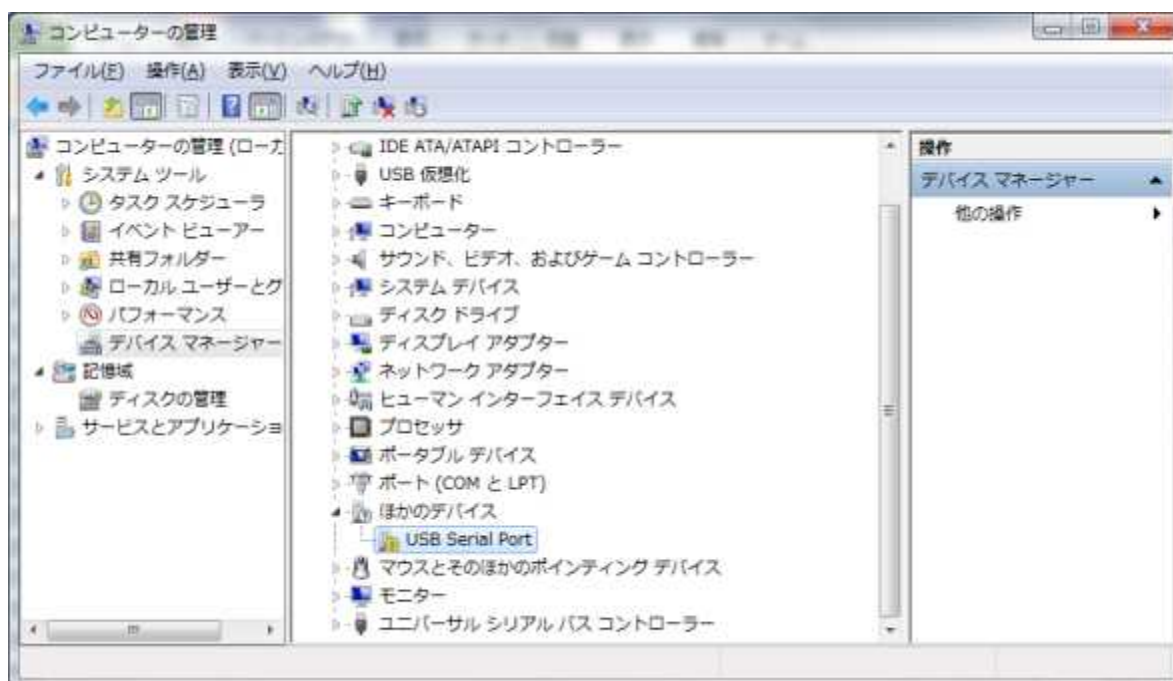 コンピューターの管理
ファイル(F) 操作(A) 表示(V) ヘルプ(H)
コンピューターの管理 (ローカ
システム ツール
タスク スケジューラ
イベント ビューアー
共有フォルダー
ローカル ユーザーとグ
パフォーマンス
デバイス マネージャー
記憶域
ディスクの管理
サービスとアプリケーショ
IDE ATA/ATAPI コントローラー
USB 仮想化
キーボード
コンピューター
サウンド、ビデオ、およびゲーム コントローラー
システム デバイス
ディスク ドライブ
ディスプレイ アダプター
ネットワーク アダプター
ヒューマン インターフェイス デバイス
プロセッサ
ポータブル デバイス
ポート (COM と LPT)
ほかのデバイス
USB Serial Port
マウスとそのほかのポインティング デバイス
モニター
ユニバーサル シリアル バス コントローラー
操作
デバイス マネージャー
他の操作